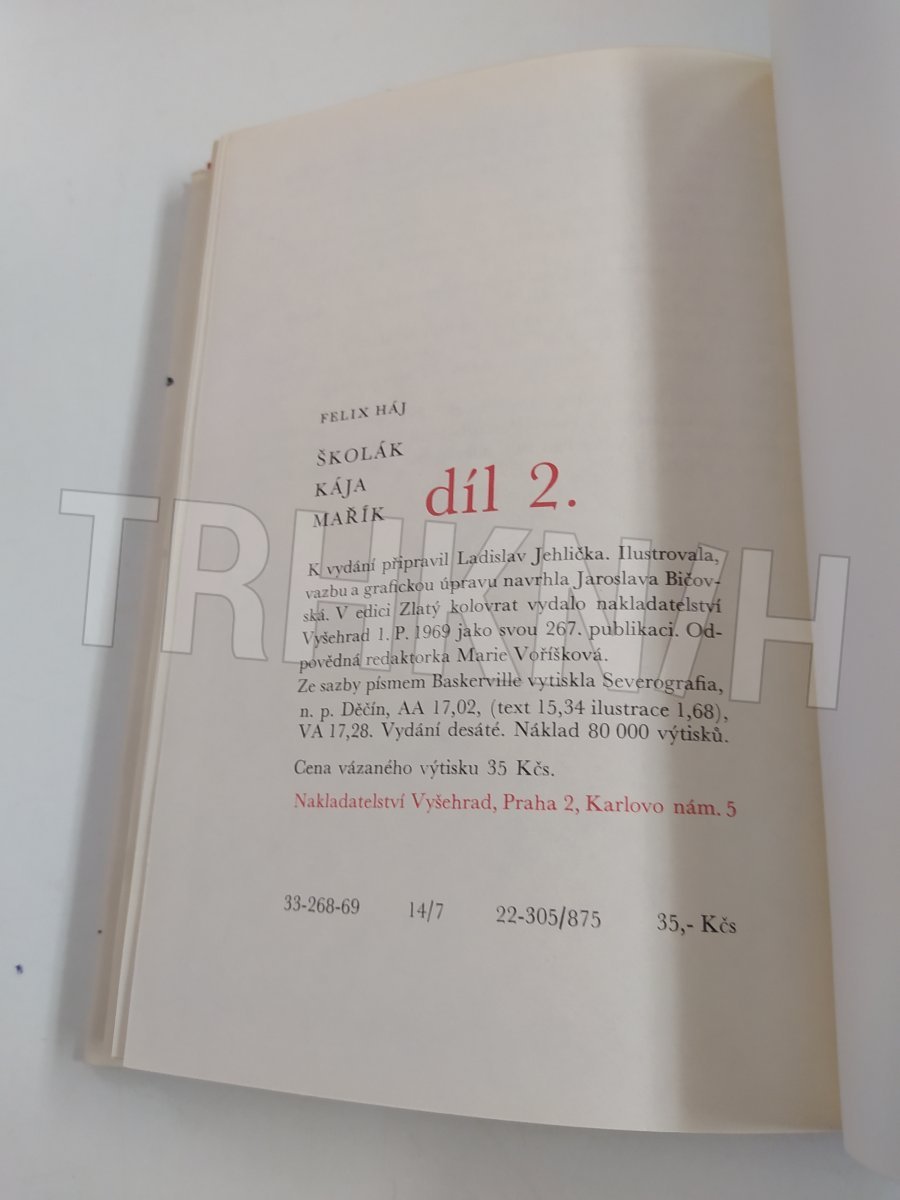 FELIX HÁJ
ŠKOLÁK
KÁJA
MAŘÍK
díl 2.
K vydání připravil Ladislav Jehlička. Ilustrovala,
vazbu a grafickou úpravu navrhla Jaroslava Bičov-
ská. V edici Zlatý kolovrat vydalo nakladatelství
Vyšehrad 1. P. 1969 jako svou 267. publikaci. Od-
povědná redaktorka Marie Voříšková.
Ze sazby písmem Baskerville vytiskla Severografia,
n. p. Děčín, AA 17,02, (text 15,34 ilustrace 1,68),
VA 17,28. Vydání desáté. Náklad 80 000 výtisků.
Cena vázaného výtisku 35 Kčs.
Nakladatelství Vyšehrad, Praha 2, Karlovo nám. 5
33-268-69 14/7 22-305/875 35,- Kčs
TRHKNIH